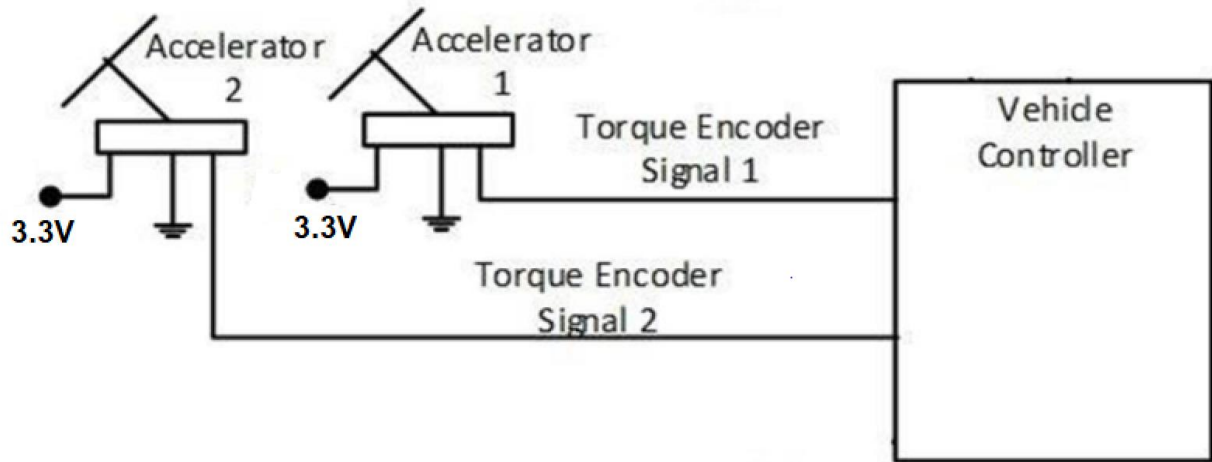 Accelerator
2
Accelerator
1
3.3V
3.3V
Torque Encoder
Signal 1
Torque Encoder
Signal 2
Vehicle
Controller